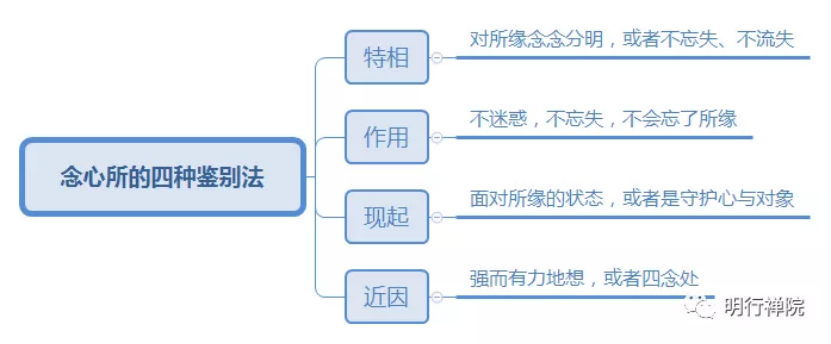 念心所的四种鉴别法
特相
对所缘念念分明，或者不忘失、不流失
作用
不迷惑，不忘失，不会忘了所缘
现起
面对所缘的状态，或者是守护心与对象
近因
强而有力地想，或者四念处
明行禅院